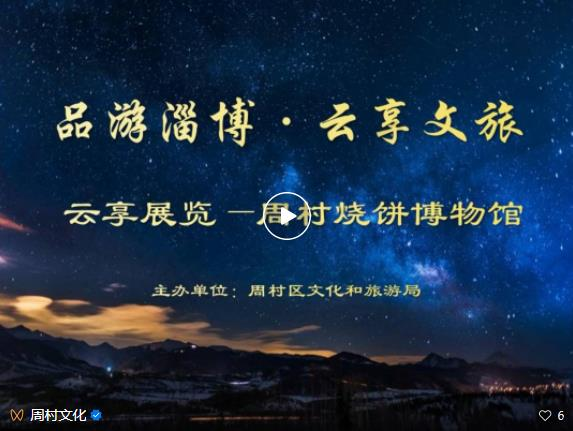 品游淄博·云享文旅
云享展览 —周村烧饼博物馆
主办单位：周村区文化和旅游局
周村文化
6